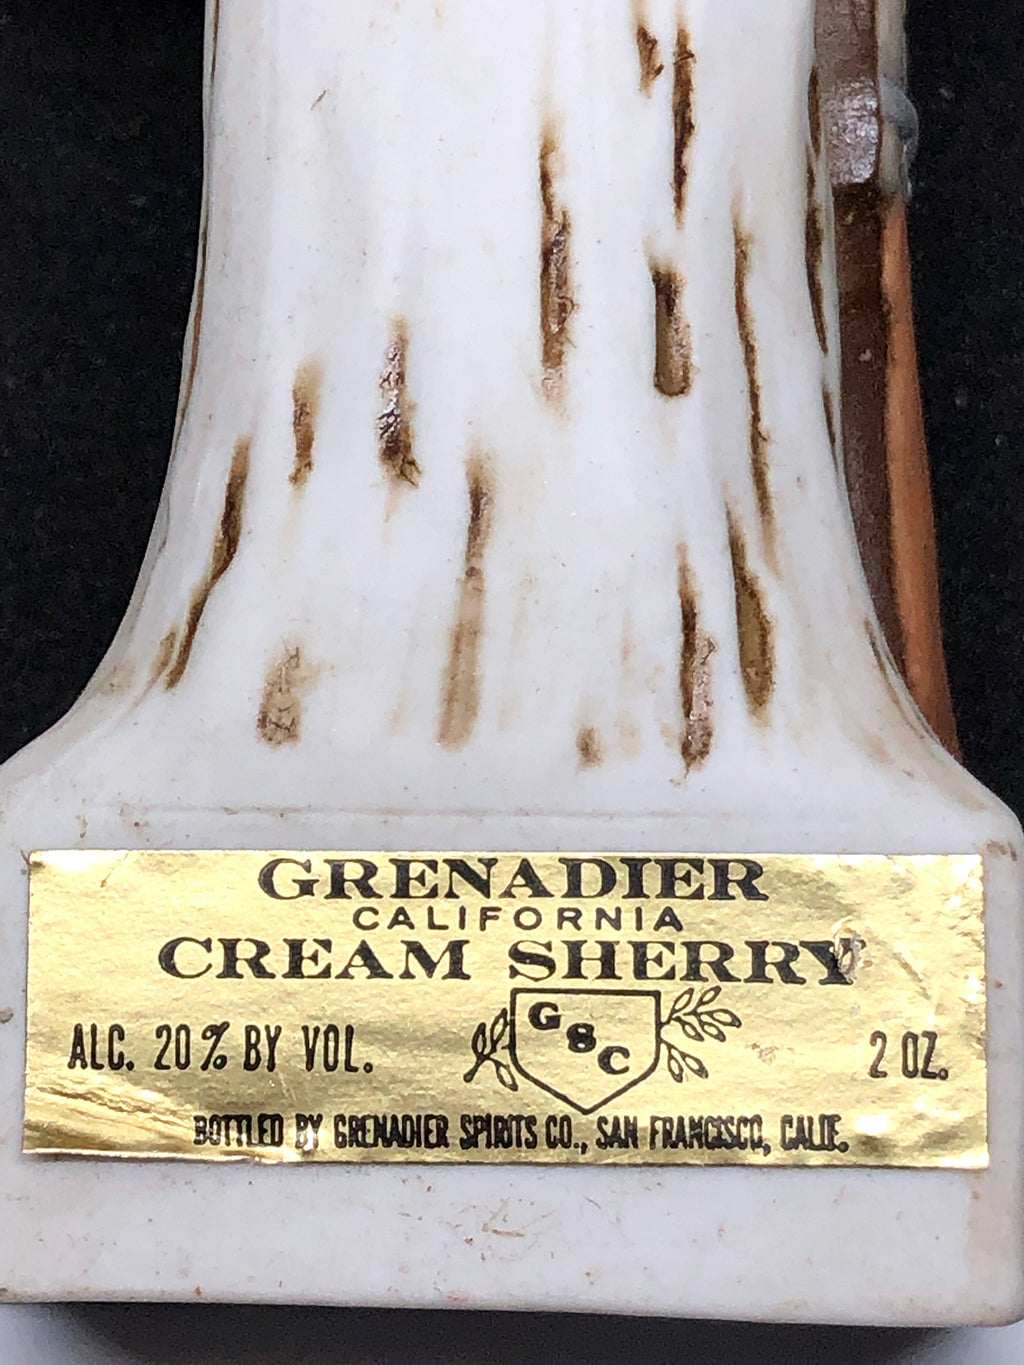 GRENADIER
CALIFORNIA
CREAM SHERRY
ALC. 20% BY VOL.
G S C
2 OZ.
BOTTLED BY GRENADIER SPIRITS CO., SAN FRANCISCO, CALIF.